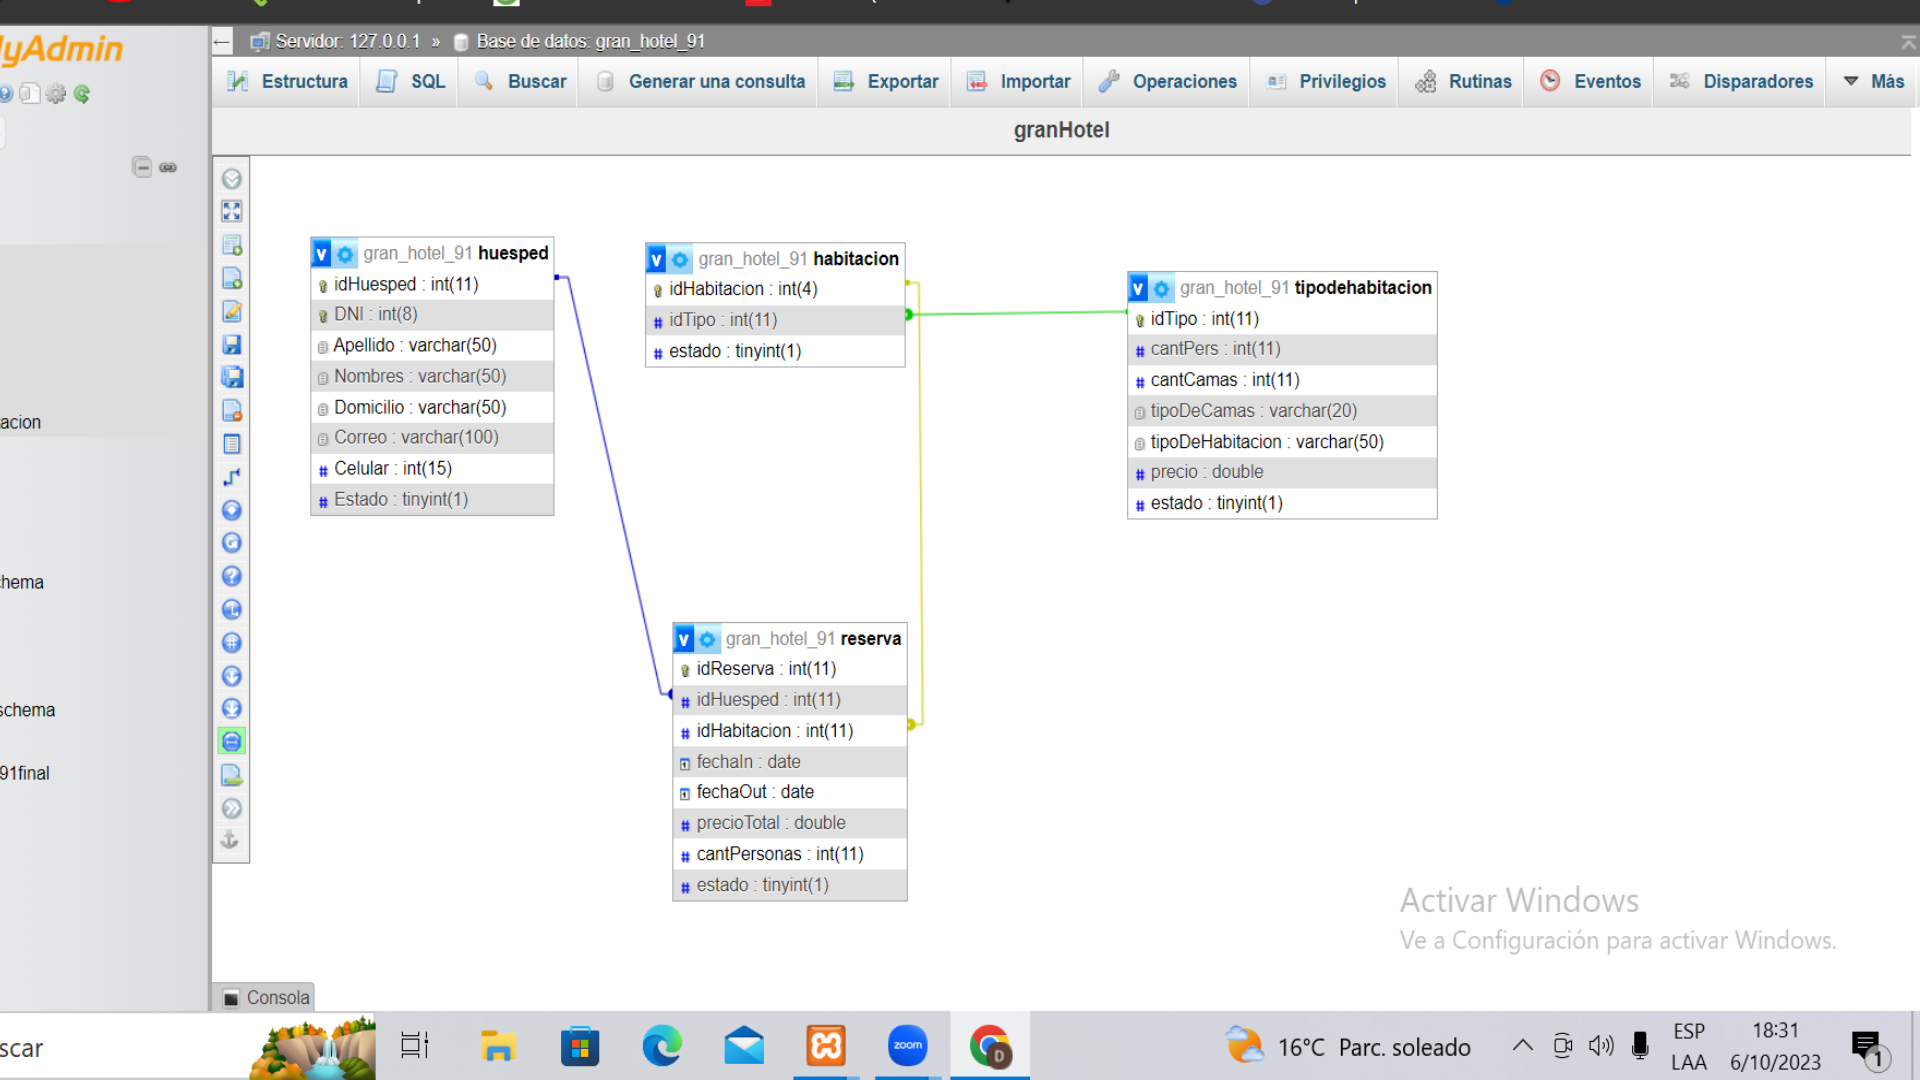 lyAdmin
Servidor: 127.0.0.1 » Base de datos: gran_hotel_91
Estructura SQL Buscar Generar una consulta Exportar Importar Operaciones Privilegios Rutinas Eventos Disparadores Más
granHotel
gran_hotel_91 huesped
idHuesped : int(11)
DNI : int(8)
Apellido : varchar(50)
Nombres : varchar(50)
Domicilio : varchar(50)
Correo : varchar(100)
Celular : int(15)
Estado : tinyint(1)
gran_hotel_91 habitacion
idHabitacion : int(4)
idTipo : int(11)
estado : tinyint(1)
gran_hotel_91 tipodehabitacion
idTipo : int(11)
cantPers : int(11)
cantCamas : int(11)
tipoDeCamas : varchar(20)
tipoDeHabitacion : varchar(50)
precio : double
estado : tinyint(1)
gran_hotel_91 reserva
idReserva : int(11)
idHuesped : int(11)
idHabitacion : int(11)
fechaIn : date
fechaOut : date
precioTotal : double
cantPersonas : int(11)
estado : tinyint(1)
acion
chema
schema
91final
Activar Windows
Ve a Configuración para activar Windows.
Consola
scar
zoom
D
16°C Parc. soleado
ESP
LAA
18:31
6/10/2023
1